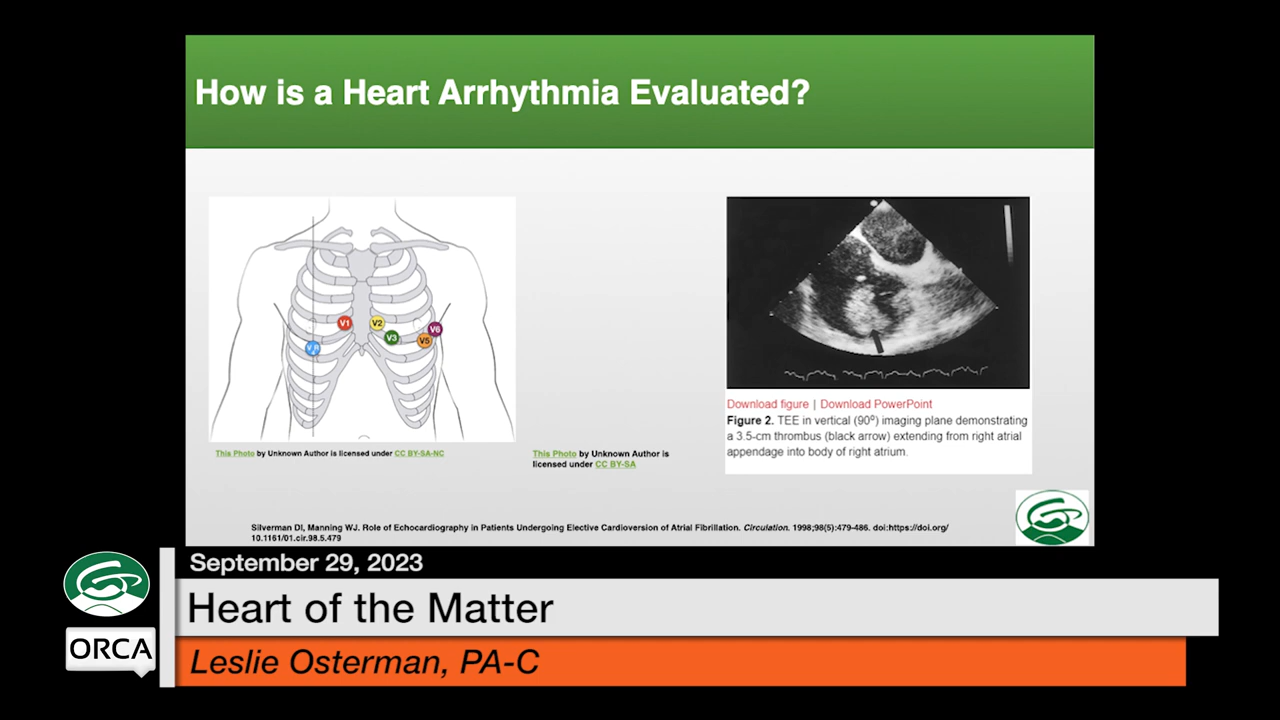 How is a Heart Arrhythmia Evaluated?
V1
V2
V3
V5
V6
This Photo by Unknown Author is licensed under CC BY-SA-NC
This Photo by Unknown Author is
licensed under CC BY-SA
Download figure | Download PowerPoint
Figure 2. TEE in vertical (90º) imaging plane demonstrating
a 3.5-cm thrombus (black arrow) extending from right atrial
appendage into body of right atrium.
Silverman DI, Manning WJ. Role of Echocardiography in Patients Undergoing Elective Cardioversion of Atrial Fibrillation. Circulation. 1998;98(5):479-486. doi:https://doi.org/
10.1161/01.cir.98.5.479
September 29, 2023
Heart of the Matter
ORCA
Leslie Osterman, PA-C